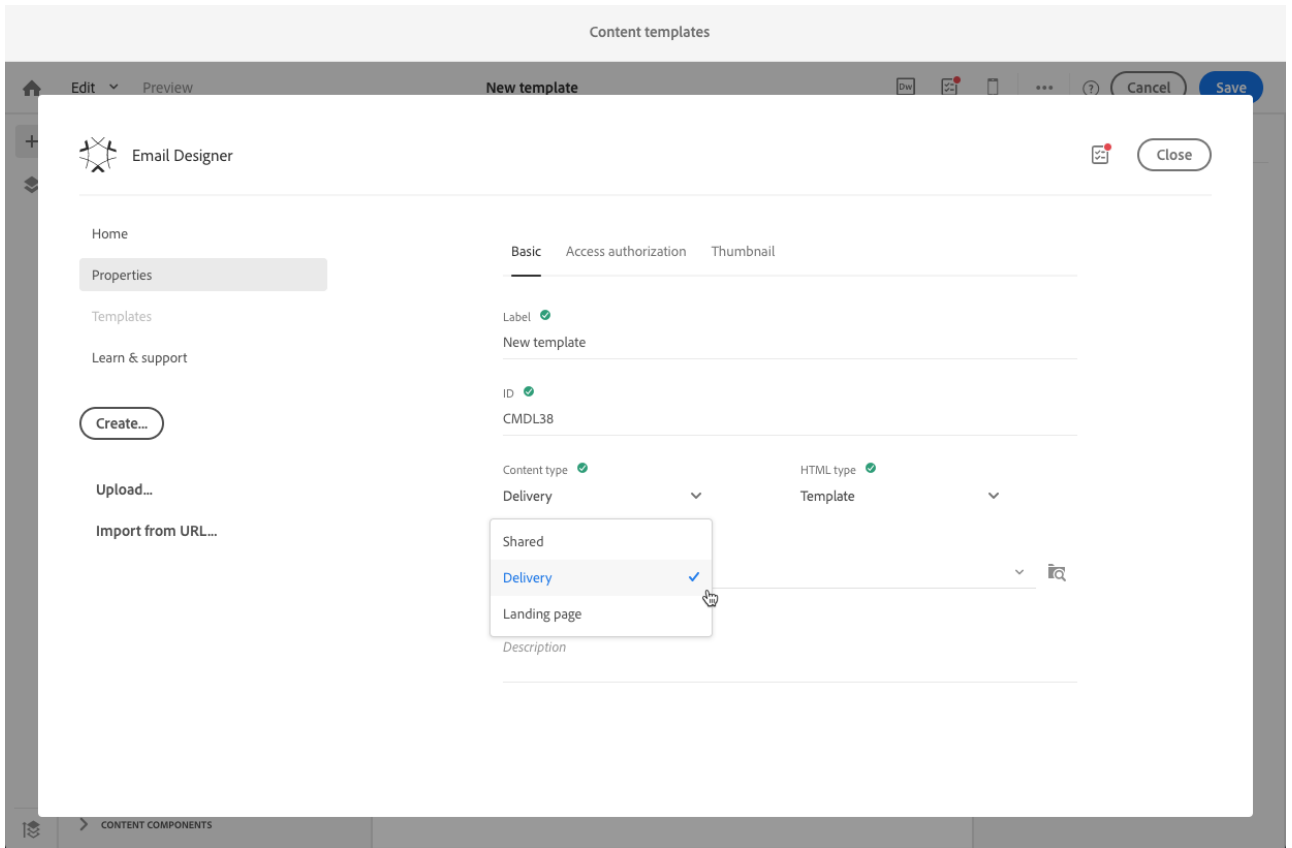 Content templates
Edit Preview New template Dw ... ? Cancel Save
Email Designer Close
Home
Properties
Templates
Learn & support
Create...
Upload...
Import from URL...
Basic Access authorization Thumbnail
Label
New template
ID
CMDL38
Content type HTML type
Delivery Template
Shared
Delivery
Landing page
Description
CONTENT COMPONENTS